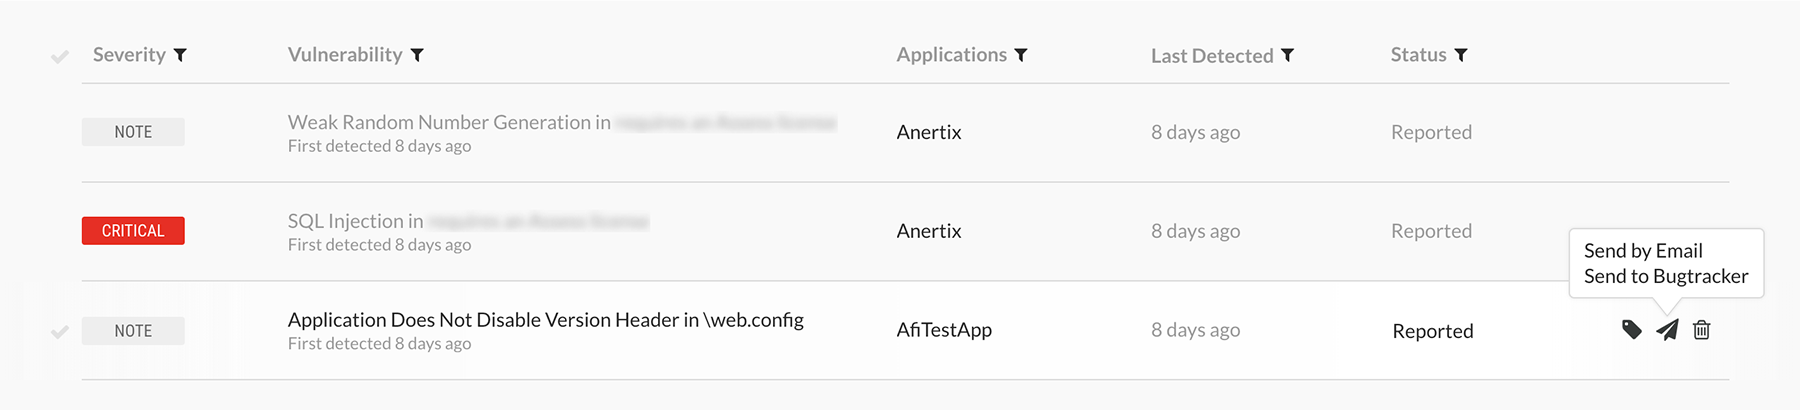 Severity Vulnerability Applications Last Detected Status
NOTE Weak Random Number Generation in Anertix 8 days ago Reported
First detected 8 days ago
CRITICAL SQL Injection in Anertix 8 days ago Reported
First detected 8 days ago
Send by Email
Send to Bugtracker
NOTE Application Does Not Disable Version Header in \web.config AfiTestApp 8 days ago Reported
First detected 8 days ago